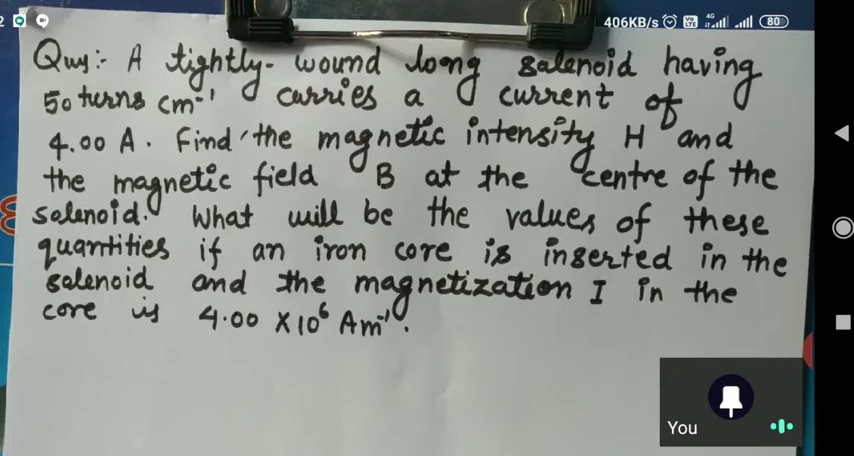 406KB/s 4G 80
Qus:- A tightly-wound long solenoid having
50 turns cm⁻¹ carries a current of
4.00 A. Find the magnetic intensity H and
the magnetic field B at the centre of the
solenoid. What will be the values of these
quantities if an iron core is inserted in the
solenoid and the magnetization I in the
core is 4.00 X10⁶ Am⁻¹.
You